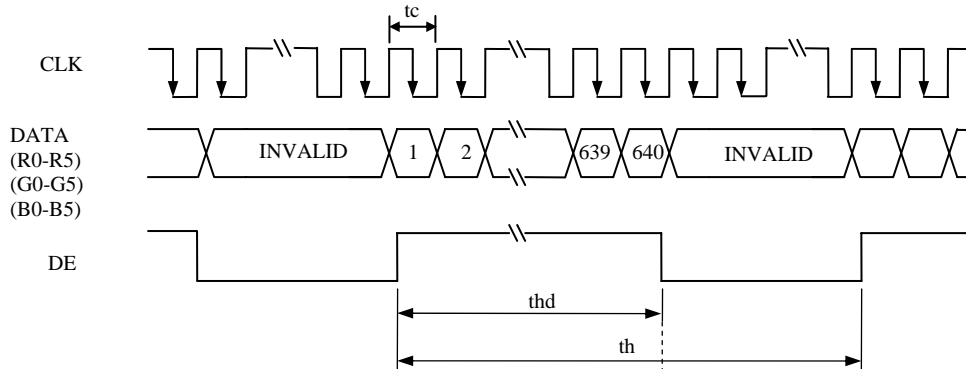 tc
CLK
DATA
(R0-R5)
(G0-G5)
(B0-B5)
INVALID 1 2 639 640 INVALID
DE
thd
th